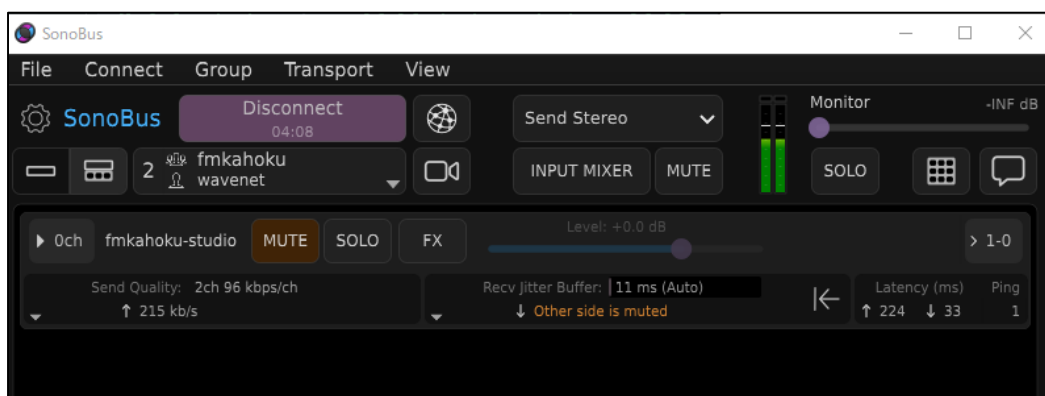 SonoBus
File Connect Group Transport View
SonoBus
Disconnect
04:08
Send Stereo
Monitor
-INF dB
2
fmkahoku
wavenet
INPUT MIXER
MUTE
SOLO
0ch
fmkahoku-studio
MUTE
SOLO
FX
Level: +0.0 dB
> 1-0
Send Quality: 2ch 96 kbps/ch
↑ 215 kb/s
Recv Jitter Buffer: 11 ms (Auto)
↓ Other side is muted
Latency (ms) Ping
↑ 224 ↓ 33 1